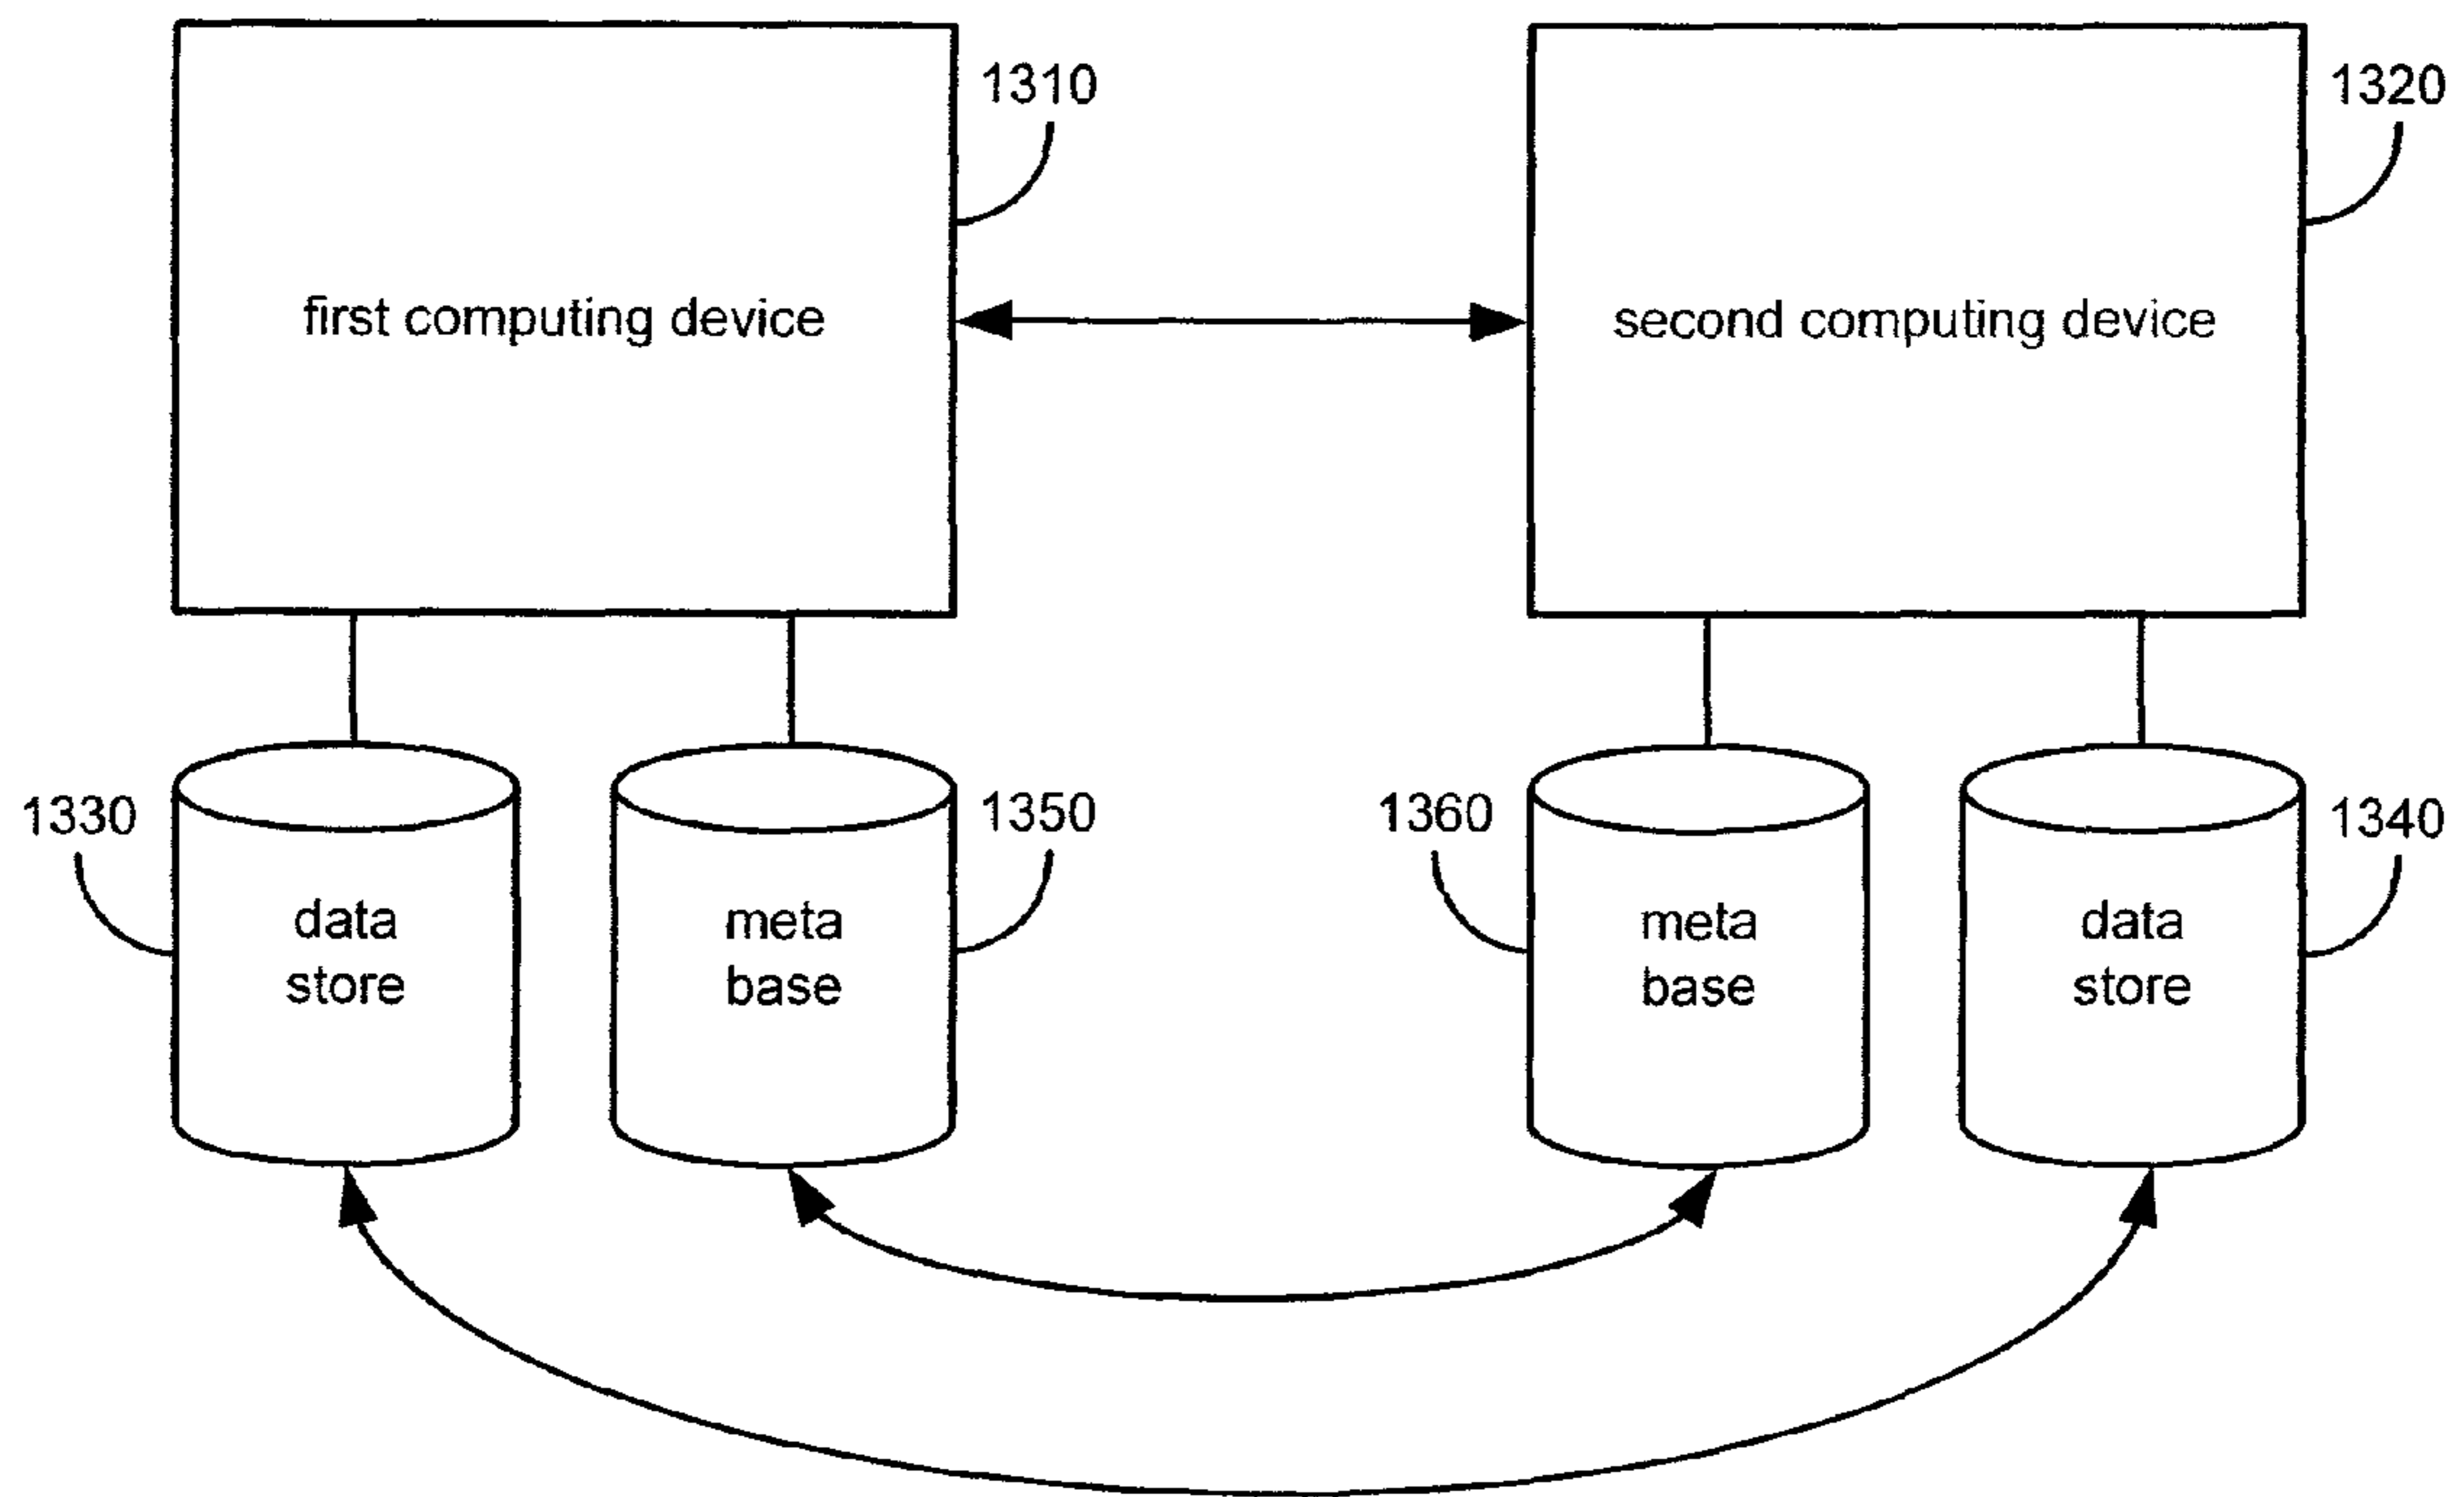 1310
1320
first computing device
second computing device
1330
1350
1360
1340
data
store
meta
base
meta
base
data
store